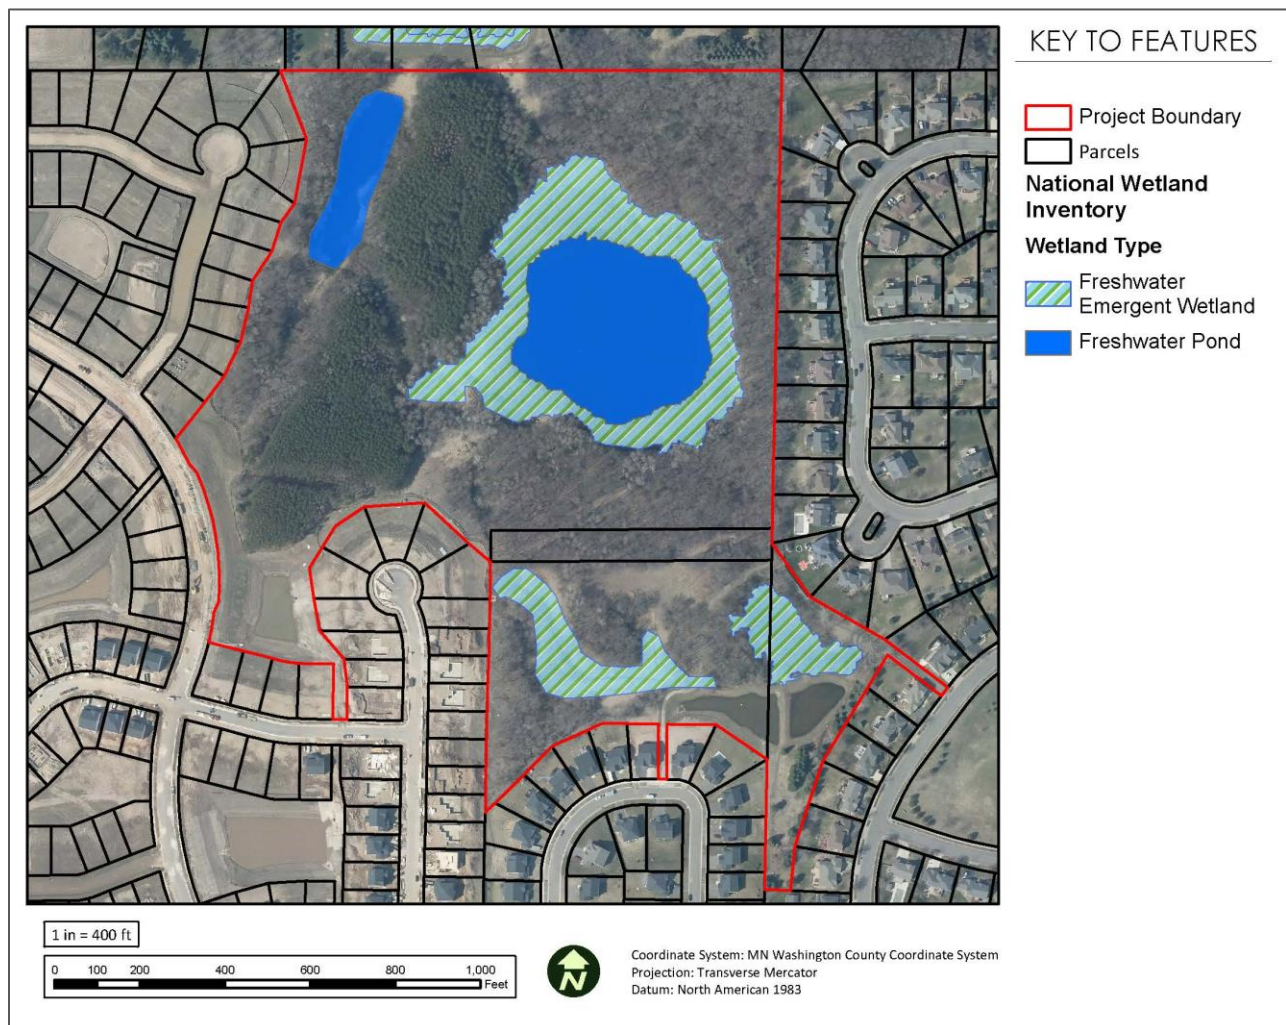 KEY TO FEATURES
Project Boundary
Parcels
National Wetland
Inventory
Wetland Type
Freshwater
Emergent Wetland
Freshwater Pond
1 in = 400 ft
0 100 200 400 600 800 1,000
Feet
N
Coordinate System: MN Washington County Coordinate System
Projection: Transverse Mercator
Datum: North American 1983